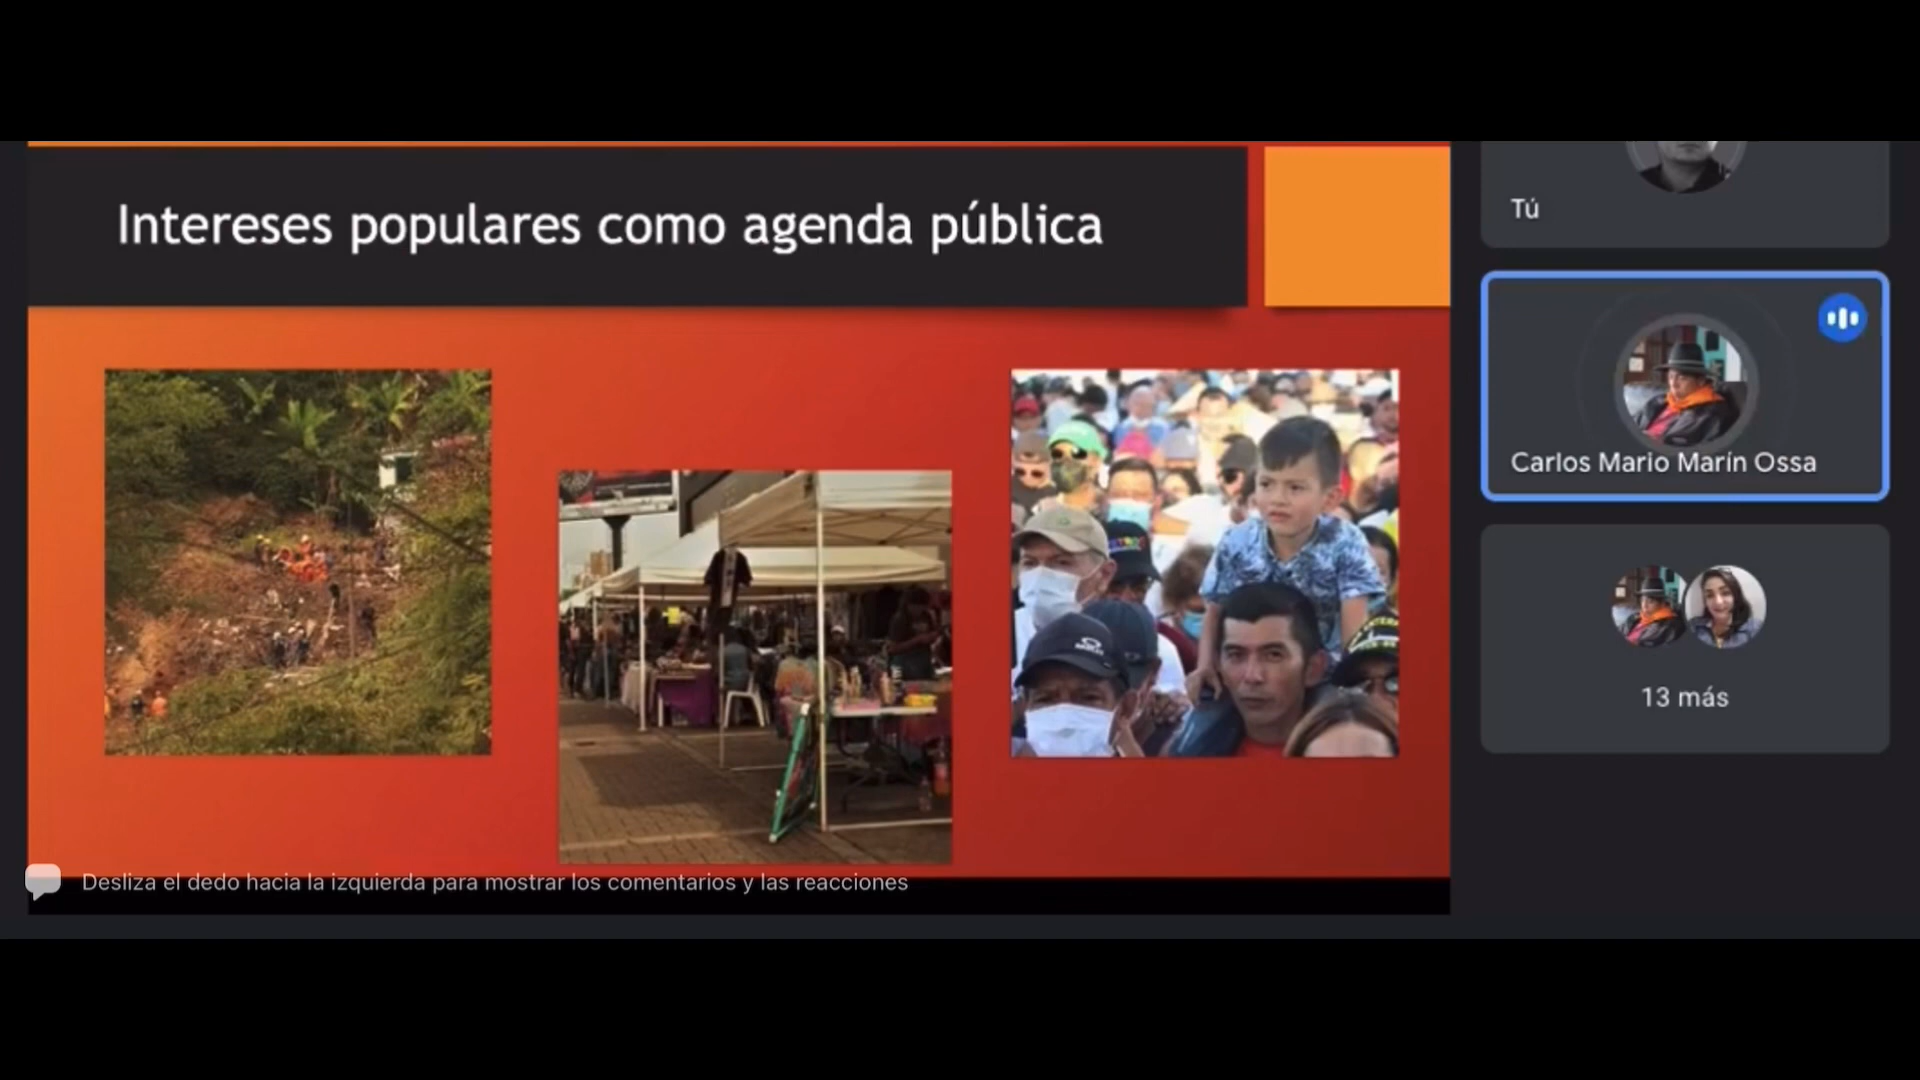 Intereses populares como agenda pública
Tú
Carlos Mario Marín Ossa
13 más
Desliza el dedo hacia la izquierda para mostrar los comentarios y las reacciones